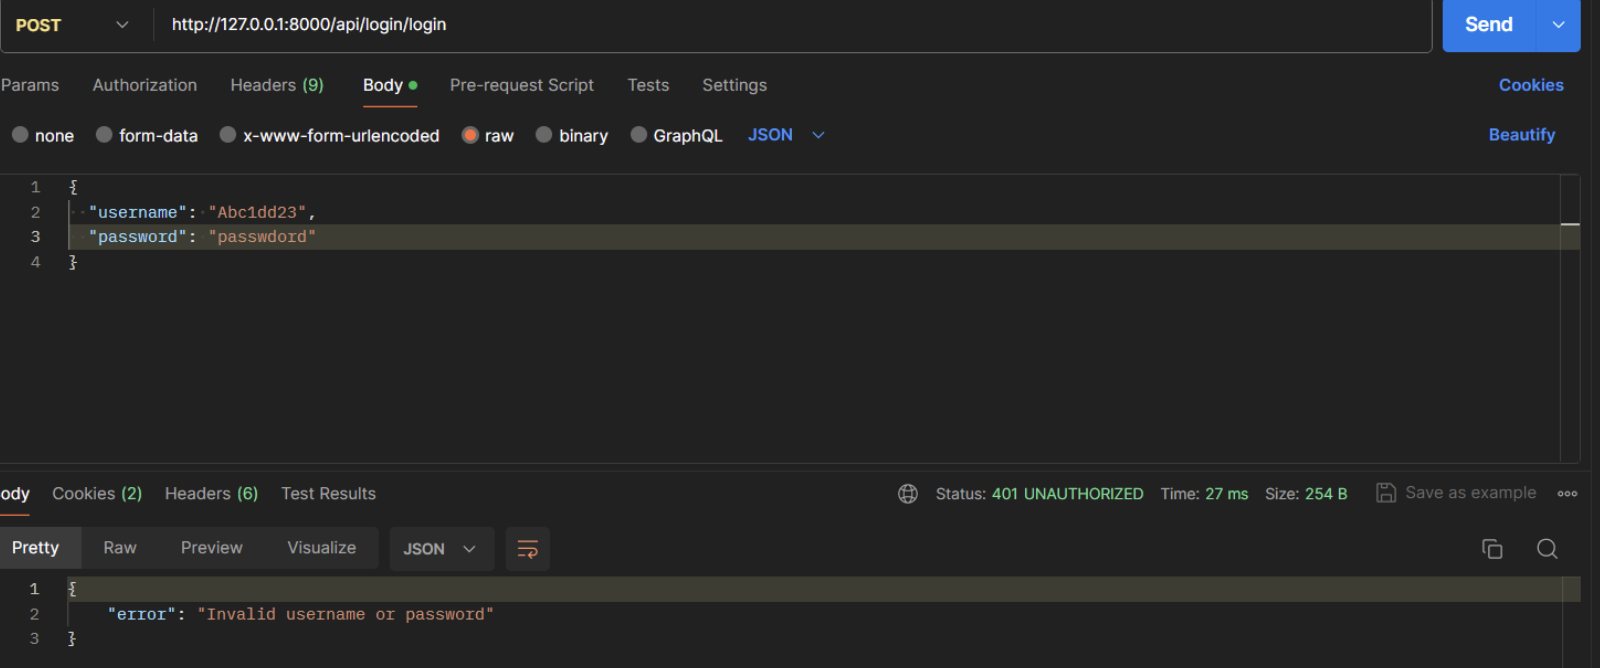 POST http://127.0.0.1:8000/api/login/login Send
Params Authorization Headers (9) Body Pre-request Script Tests Settings Cookies
none form-data x-www-form-urlencoded raw binary GraphQL JSON Beautify
1 {
2 "username": "Abc1dd23",
3 "password": "passwdord"
4 }
ody Cookies (2) Headers (6) Test Results Status: 401 UNAUTHORIZED Time: 27 ms Size: 254 B Save as example
Pretty Raw Preview Visualize JSON
1 {
2 "error": "Invalid username or password"
3 }